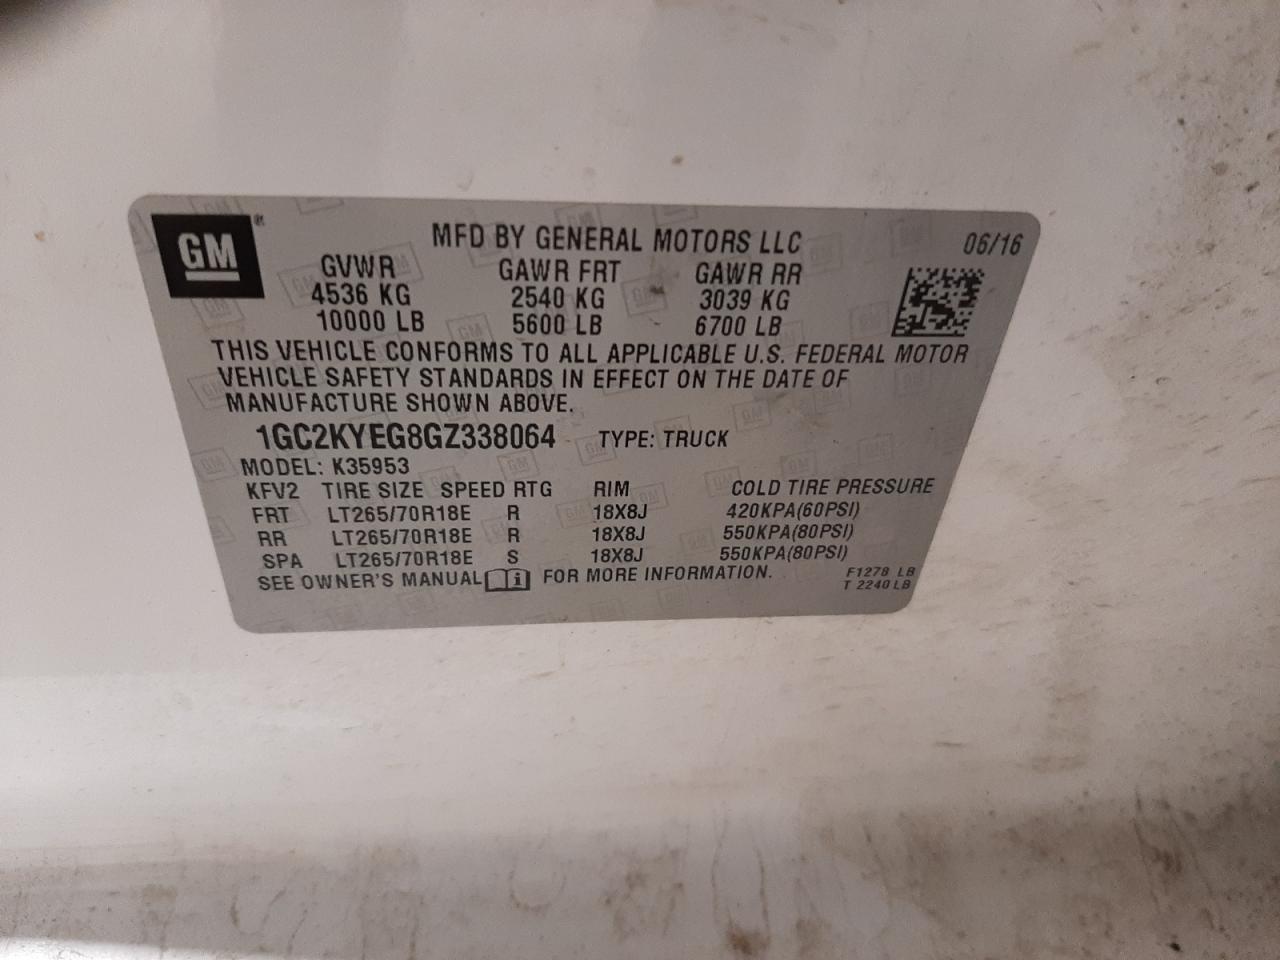 GM®
MFD BY GENERAL MOTORS LLC 06/16
GVWR GAWR FRT GAWR RR
4536 KG 2540 KG 3039 KG
10000 LB 5600 LB 6700 LB
THIS VEHICLE CONFORMS TO ALL APPLICABLE U.S. FEDERAL MOTOR
VEHICLE SAFETY STANDARDS IN EFFECT ON THE DATE OF
MANUFACTURE SHOWN ABOVE.
1GC2KYEG8GZ338064 TYPE: TRUCK
MODEL: K35953
KFV2 TIRE SIZE SPEED RTG RIM COLD TIRE PRESSURE
FRT LT265/70R18E R 18X8J 420KPA(60PSI)
RR LT265/70R18E R 18X8J 550KPA(80PSI)
SPA LT265/70R18E S 18X8J 550KPA(80PSI)
SEE OWNER'S MANUAL FOR MORE INFORMATION.
F1278 LB
T 2240 LB